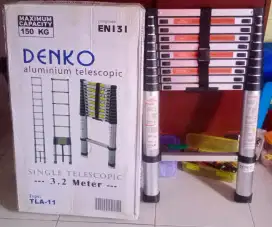 MAXIMUM
CAPACITY
150 KG
EN131
DENKO
aluminium telescopic
SINGLE TELESCOPIC
--- 3.2 Meter ---
TLA-11